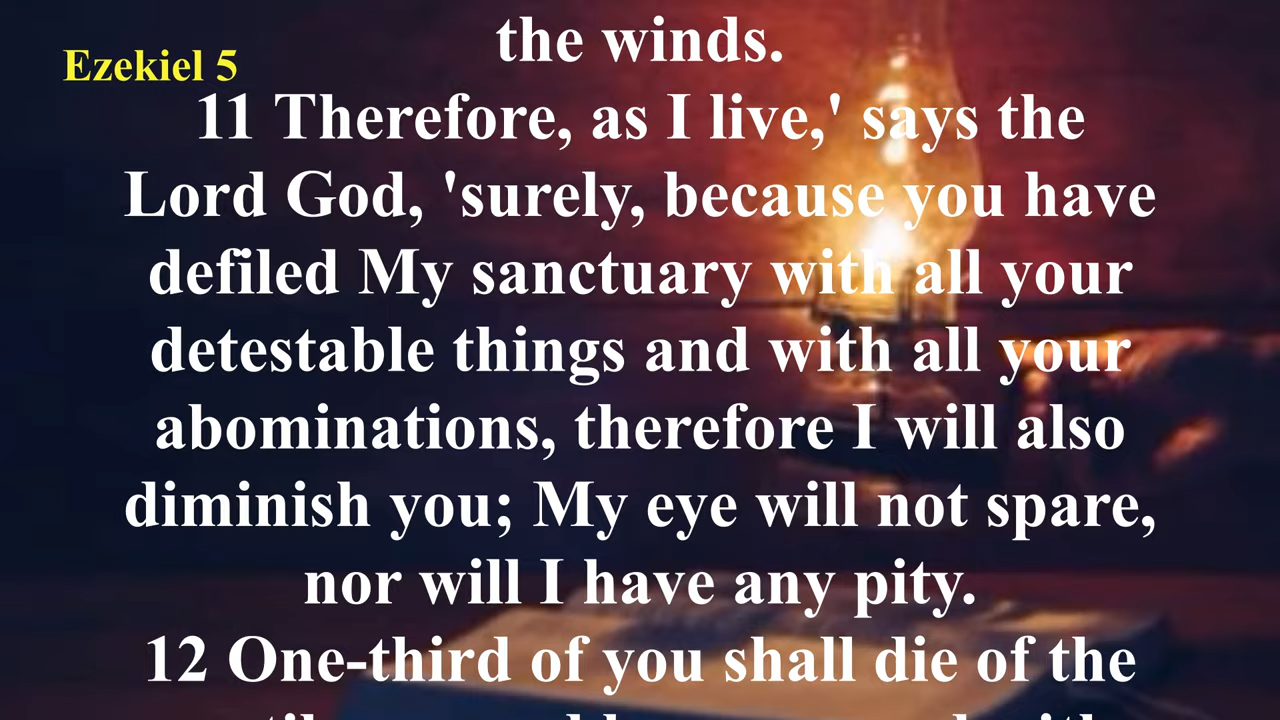 the winds.
Ezekiel 5
11 Therefore, as I live,' says the
Lord God, 'surely, because you have
defiled My sanctuary with all your
detestable things and with all your
abominations, therefore I will also
diminish you; My eye will not spare,
nor will I have any pity.
12 One-third of you shall die of the